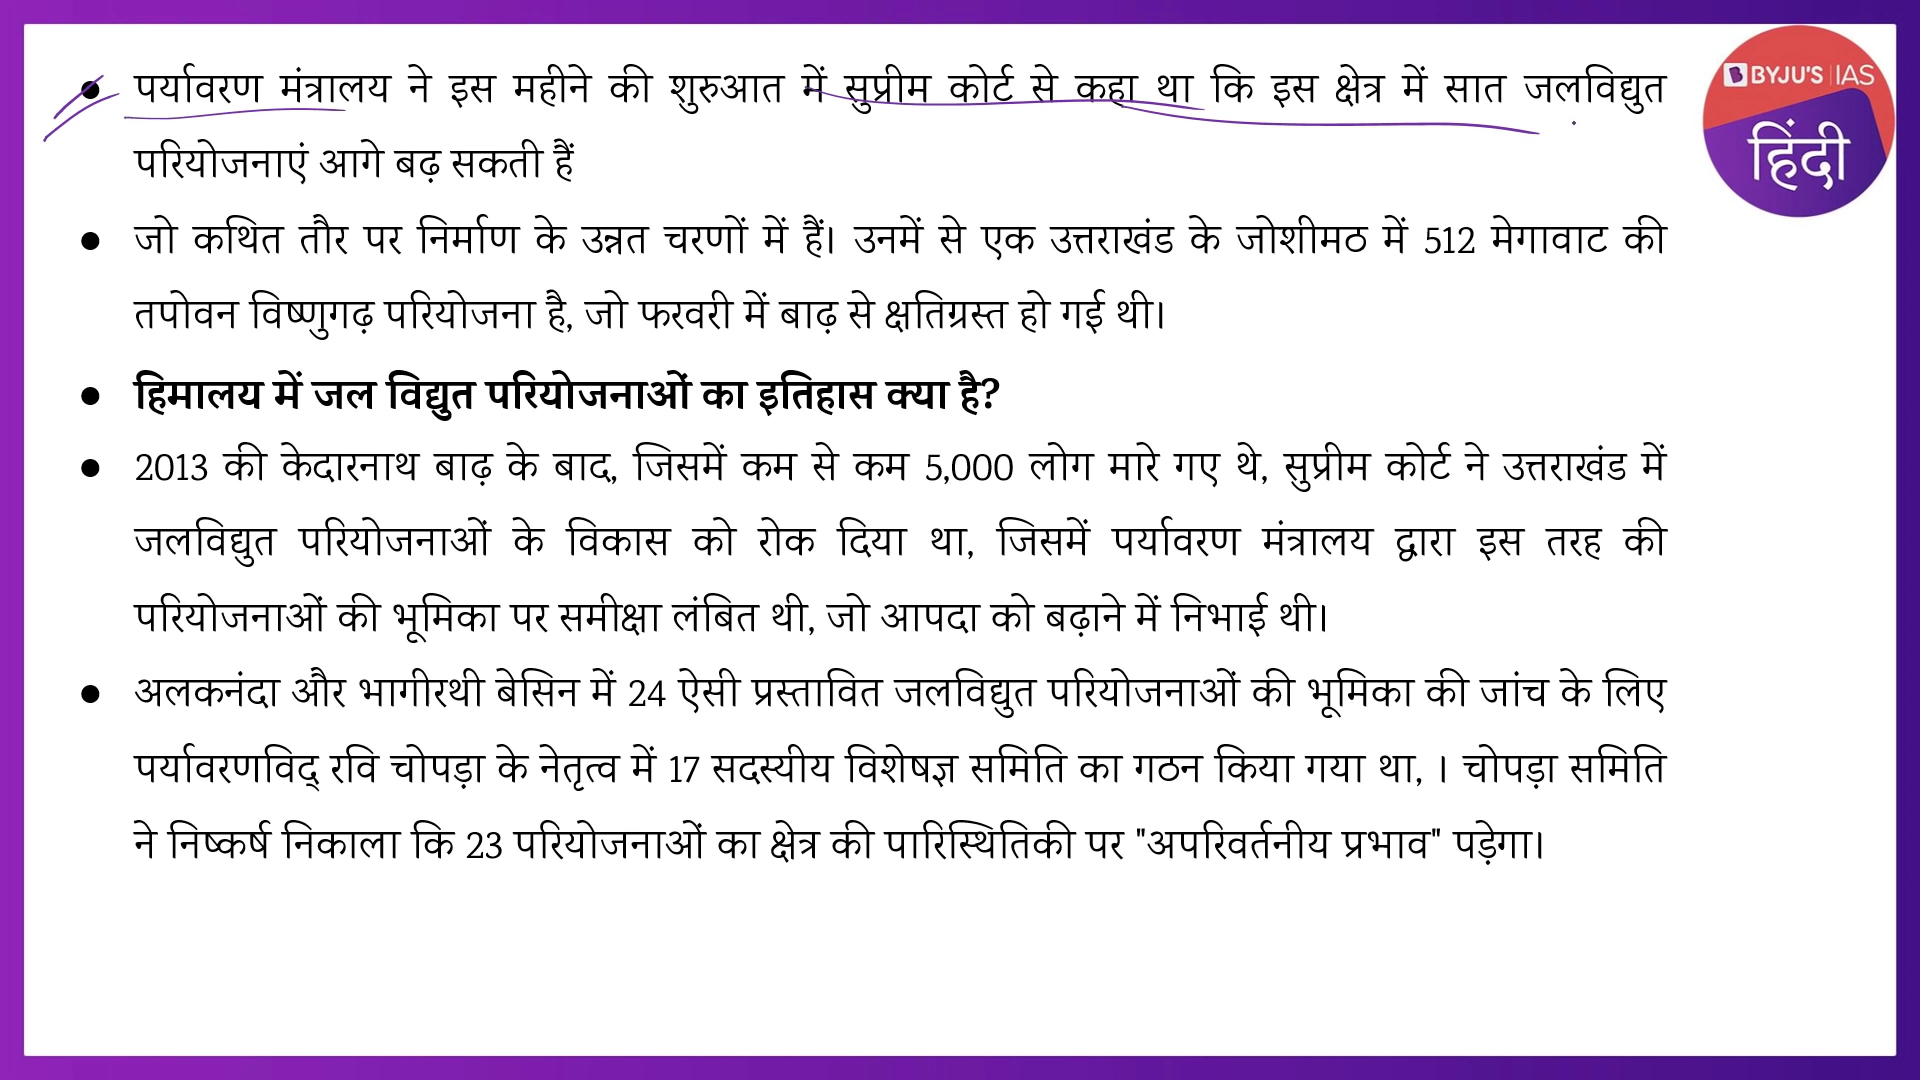 ● पर्यावरण मंत्रालय ने इस महीने की शुरुआत में सुप्रीम कोर्ट से कहा था कि इस क्षेत्र में सात जलविद्युत
परियोजनाएं आगे बढ़ सकती हैं
● जो कथित तौर पर निर्माण के उन्नत चरणों में हैं। उनमें से एक उत्तराखंड के जोशीमठ में 512 मेगावाट की
तपोवन विष्णुगढ़ परियोजना है, जो फरवरी में बाढ़ से क्षतिग्रस्त हो गई थी।
● हिमालय में जल विद्युत परियोजनाओं का इतिहास क्या है?
● 2013 की केदारनाथ बाढ़ के बाद, जिसमें कम से कम 5,000 लोग मारे गए थे, सुप्रीम कोर्ट ने उत्तराखंड में
जलविद्युत परियोजनाओं के विकास को रोक दिया था, जिसमें पर्यावरण मंत्रालय द्वारा इस तरह की
परियोजनाओं की भूमिका पर समीक्षा लंबित थी, जो आपदा को बढ़ाने में निभाई थी।
● अलकनंदा और भागीरथी बेसिन में 24 ऐसी प्रस्तावित जलविद्युत परियोजनाओं की भूमिका की जांच के लिए
पर्यावरणविद् रवि चोपड़ा के नेतृत्व में 17 सदस्यीय विशेषज्ञ समिति का गठन किया गया था, । चोपड़ा समिति
ने निष्कर्ष निकाला कि 23 परियोजनाओं का क्षेत्र की पारिस्थितिकी पर "अपरिवर्तनीय प्रभाव" पड़ेगा।
BYJU'S | IAS
हिंदी